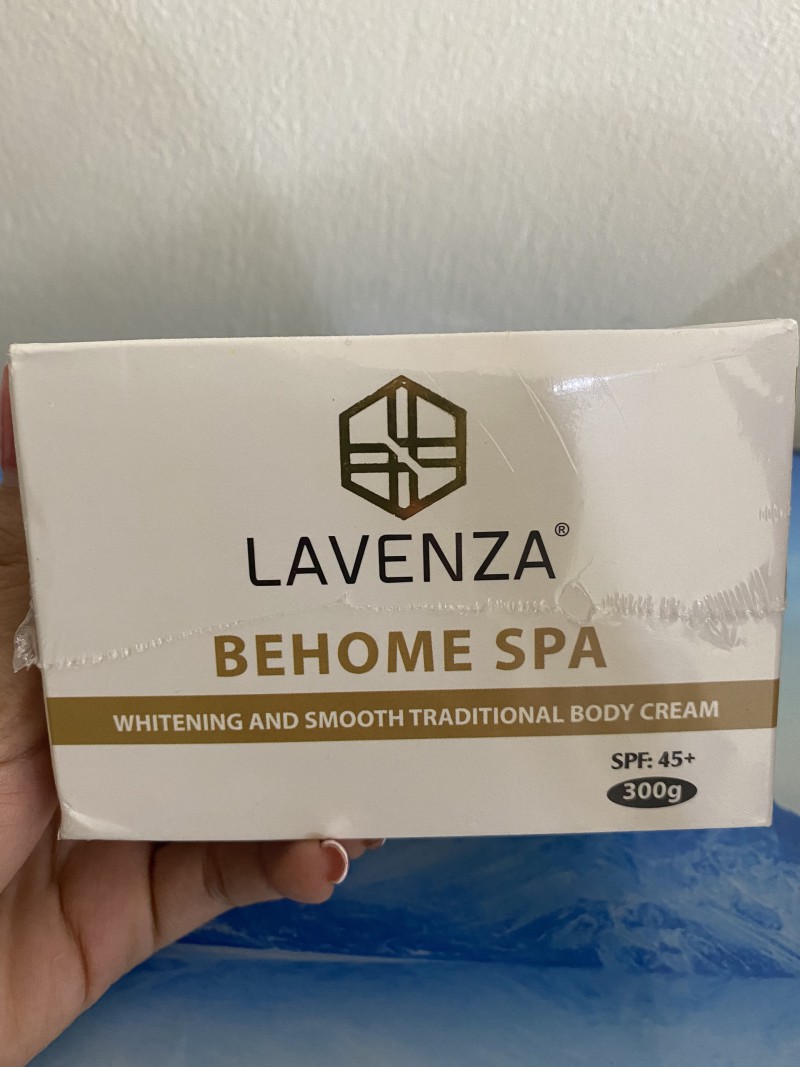 LAVENZA®
BEHOME SPA
WHITENING AND SMOOTH TRADITIONAL BODY CREAM
SPF: 45+
300g